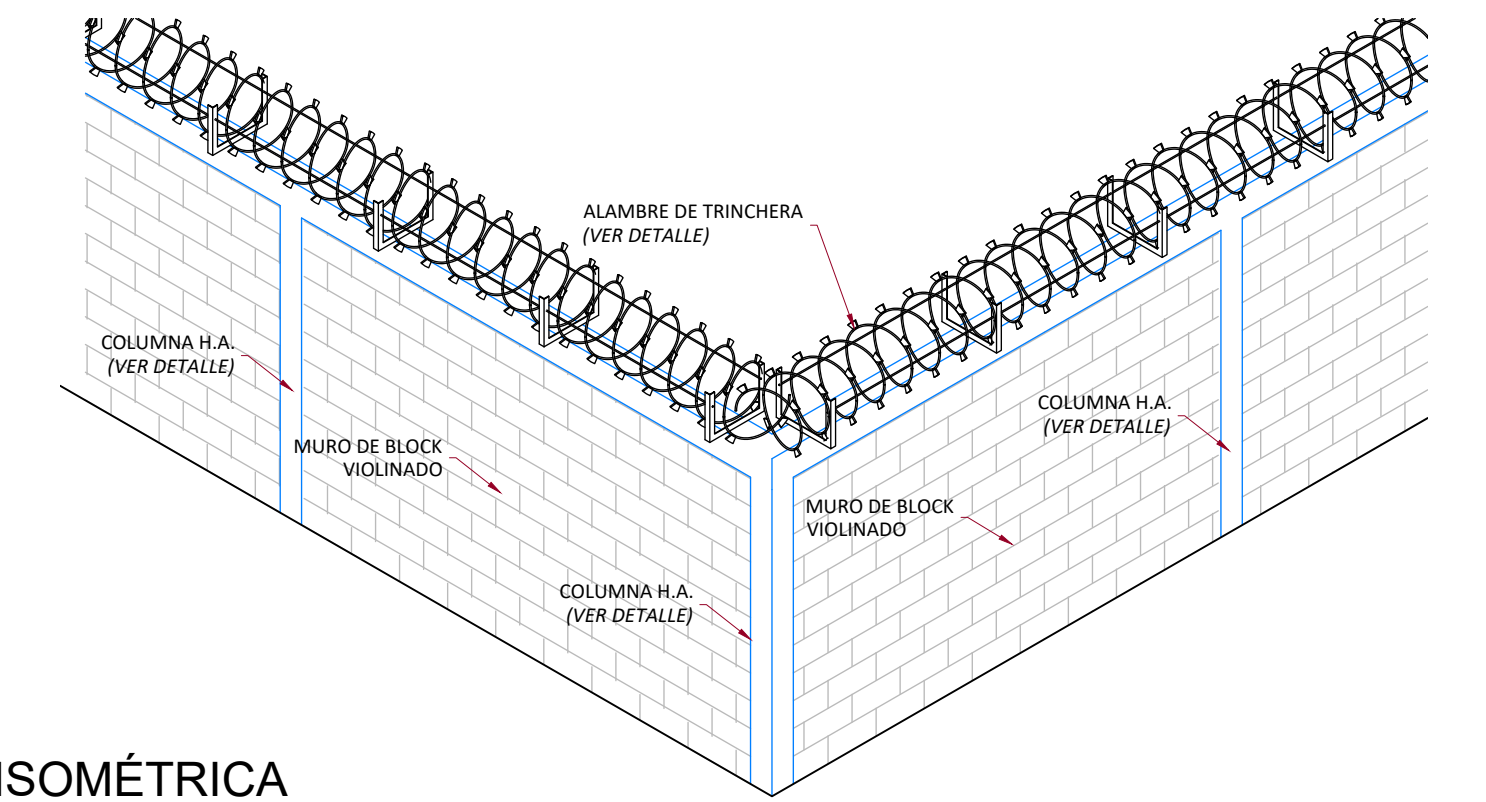 ALAMBRE DE TRINCHERA
(VER DETALLE)
COLUMNA H.A.
(VER DETALLE)
MURO DE BLOCK
VIOLINADO
COLUMNA H.A.
(VER DETALLE)
MURO DE BLOCK
VIOLINADO
COLUMNA H.A.
(VER DETALLE)
ISOMÉTRICA